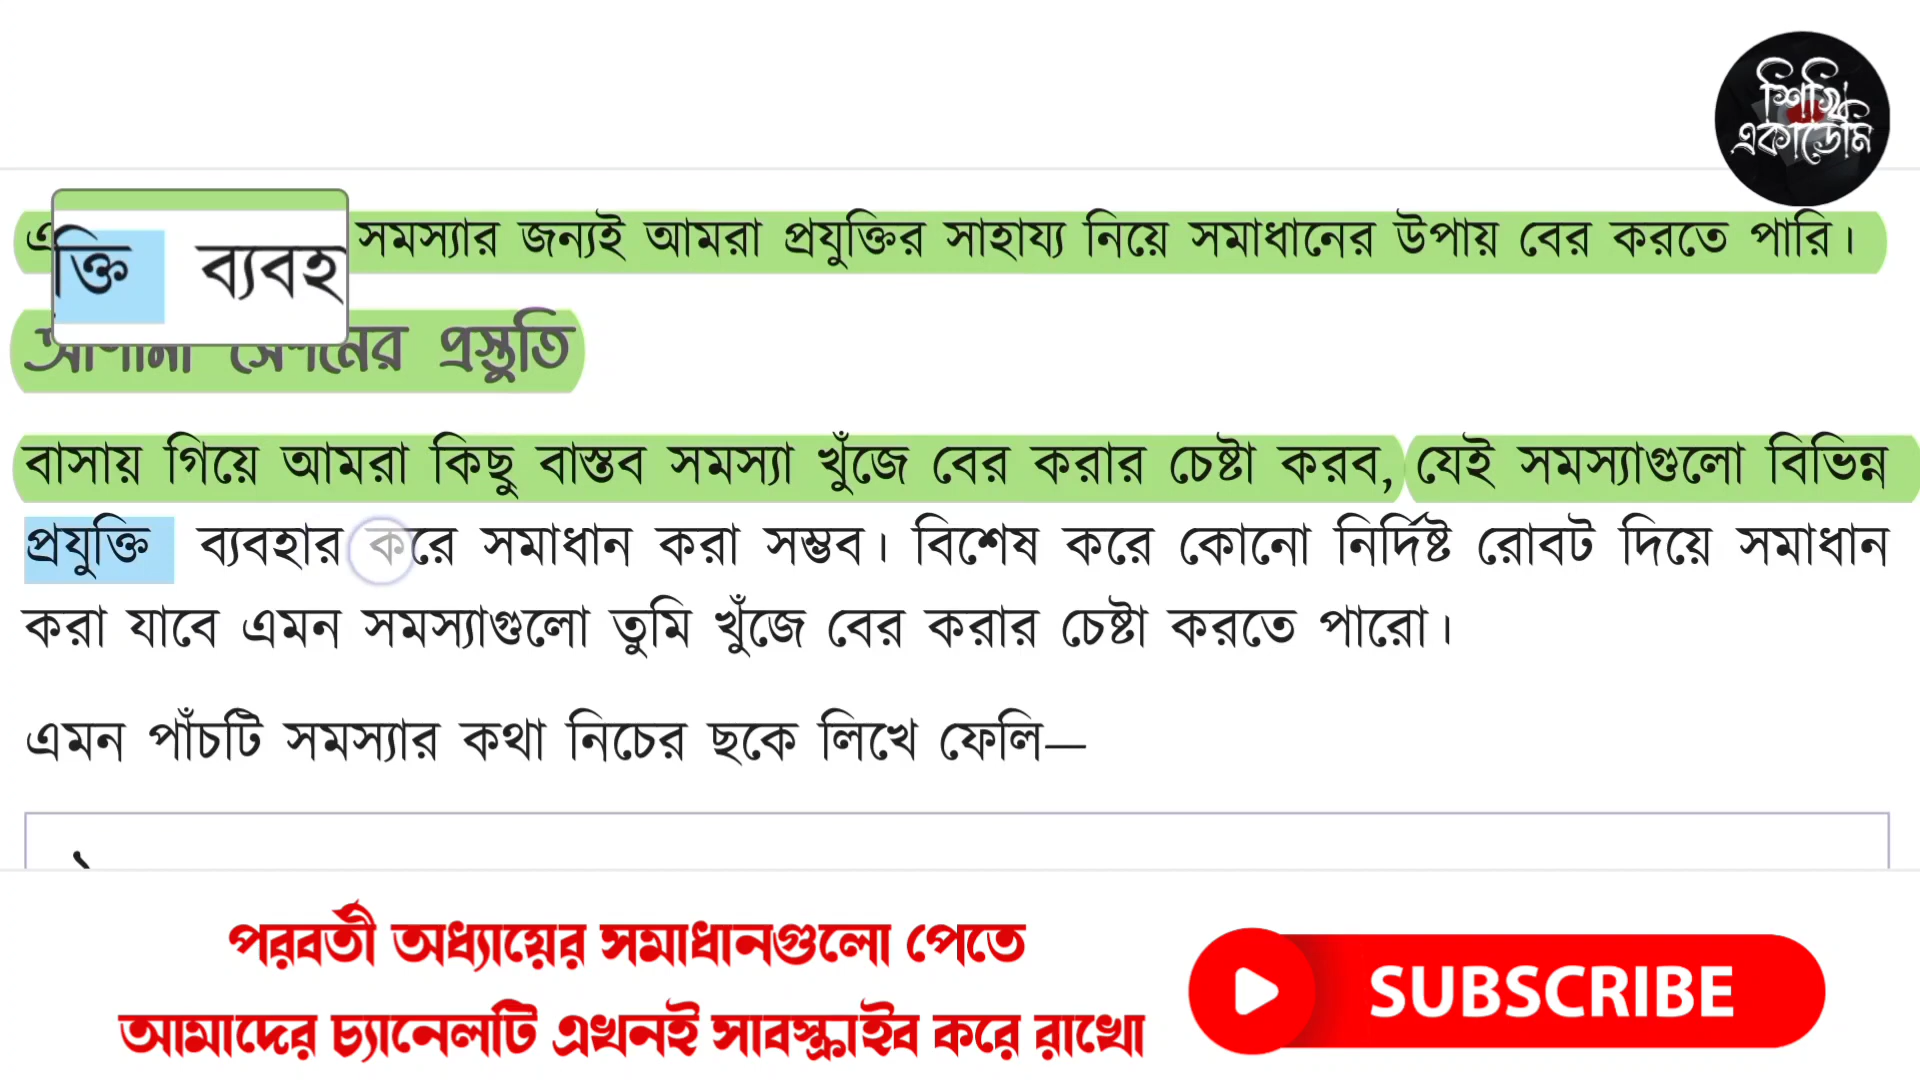 শিখি একাডেমি
সমস্যার জন্যই আমরা প্রযুক্তির সাহায্য নিয়ে সমাধানের উপায় বের করতে পারি।
ক্তি ব্যবহ
সেশনের প্রস্তুতি
বাসায় গিয়ে আমরা কিছু বাস্তব সমস্যা খুঁজে বের করার চেষ্টা করব, যেই সমস্যাগুলো বিভিন্ন
প্রযুক্তি ব্যবহার করে সমাধান করা সম্ভব। বিশেষ করে কোনো নির্দিষ্ট রোবট দিয়ে সমাধান
করা যাবে এমন সমস্যাগুলো তুমি খুঁজে বের করার চেষ্টা করতে পারো।
এমন পাঁচটি সমস্যার কথা নিচের ছকে লিখে ফেলি—
পরবর্তী অধ্যায়ের সমাধানগুলো পেতে
আমাদের চ্যানেলটি এখনই সাবস্ক্রাইব করে রাখো
SUBSCRIBE